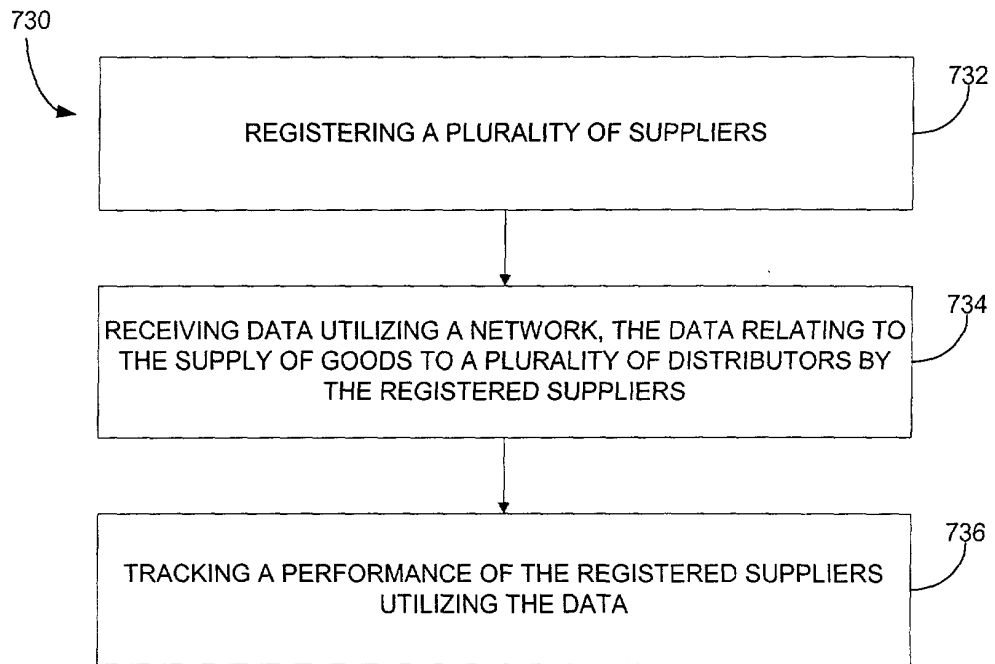 730
732
REGISTERING A PLURALITY OF SUPPLIERS
734
RECEIVING DATA UTILIZING A NETWORK, THE DATA RELATING TO
THE SUPPLY OF GOODS TO A PLURALITY OF DISTRIBUTORS BY
THE REGISTERED SUPPLIERS
736
TRACKING A PERFORMANCE OF THE REGISTERED SUPPLIERS
UTILIZING THE DATA